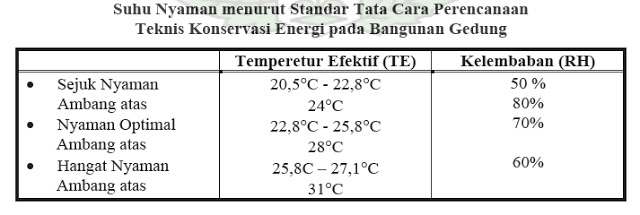 Suhu Nyaman menurut Standar Tata Cara Perencanaan
Teknis Konservasi Energi pada Bangunan Gedung
Temperetur Efektif (TE) Kelembaban (RH)
• Sejuk Nyaman 20,5°C - 22,8°C 50 %
Ambang atas 24°C 80%
• Nyaman Optimal 22,8°C - 25,8°C 70%
Ambang atas 28°C
• Hangat Nyaman 25,8C – 27,1°C 60%
Ambang atas 31°C